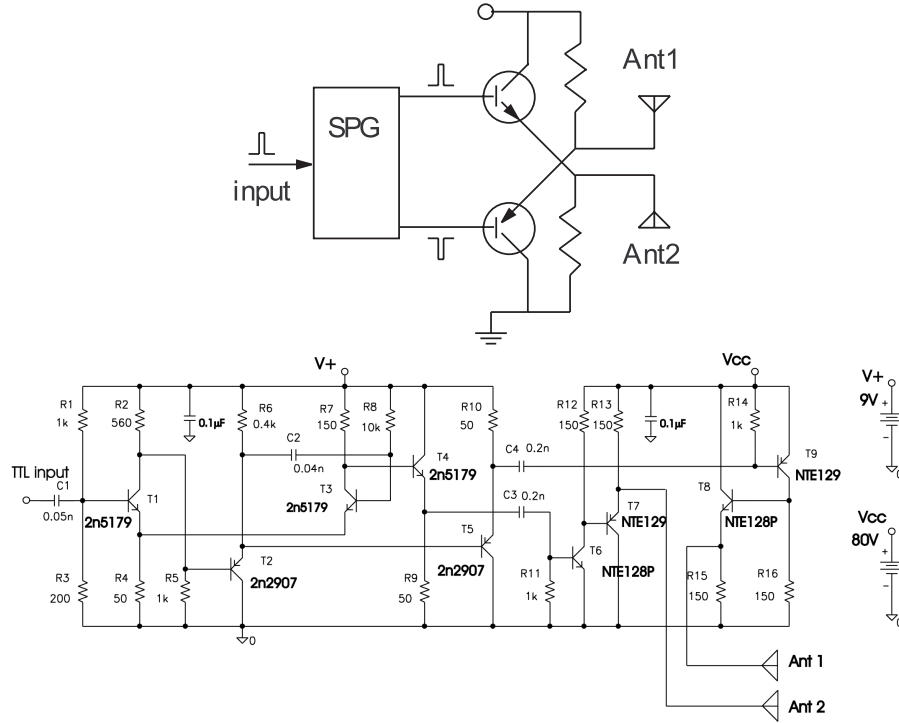 Ant1
SPG
input
Ant2
V+
Vcc
V+
9V
+
−
0
R1
1k
R2
560
0.1µF
R6
0.4k
C2
0.04n
R7
150
R8
10k
R10
50
R12
150
R13
150
0.1µF
R14
1k
C4
0.2n
T4
2n5179
T9
NTE129
TTL input
C1
0.05n
T1
2n5179
T3
2n5179
C3
0.2n
T7
NTE129
T8
NTE128P
T2
2n2907
T5
2n2907
T6
NTE128P
Vcc
80V
+
−
0
R3
200
R4
50
R5
1k
R9
50
R11
1k
R15
150
R16
150
0
Ant 1
Ant 2